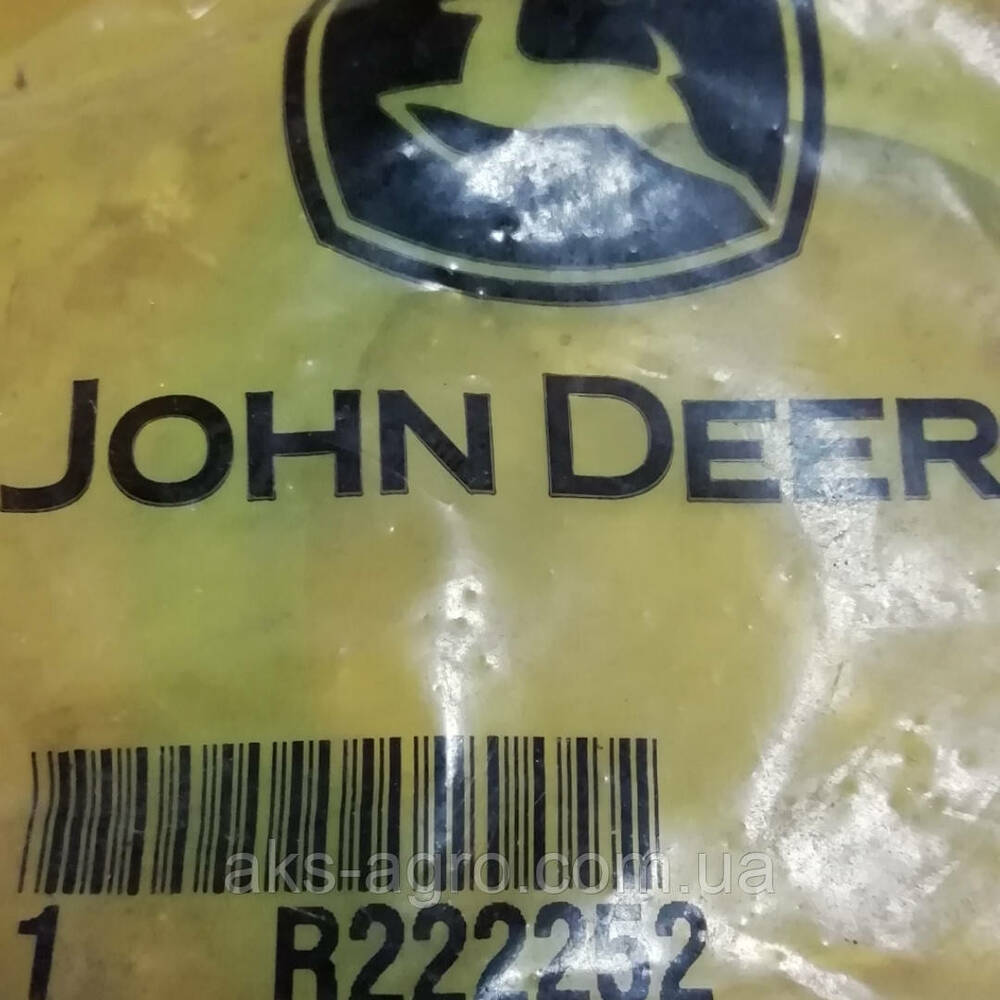 JOHN DEER
aks-agro.com.ua
1 R222252